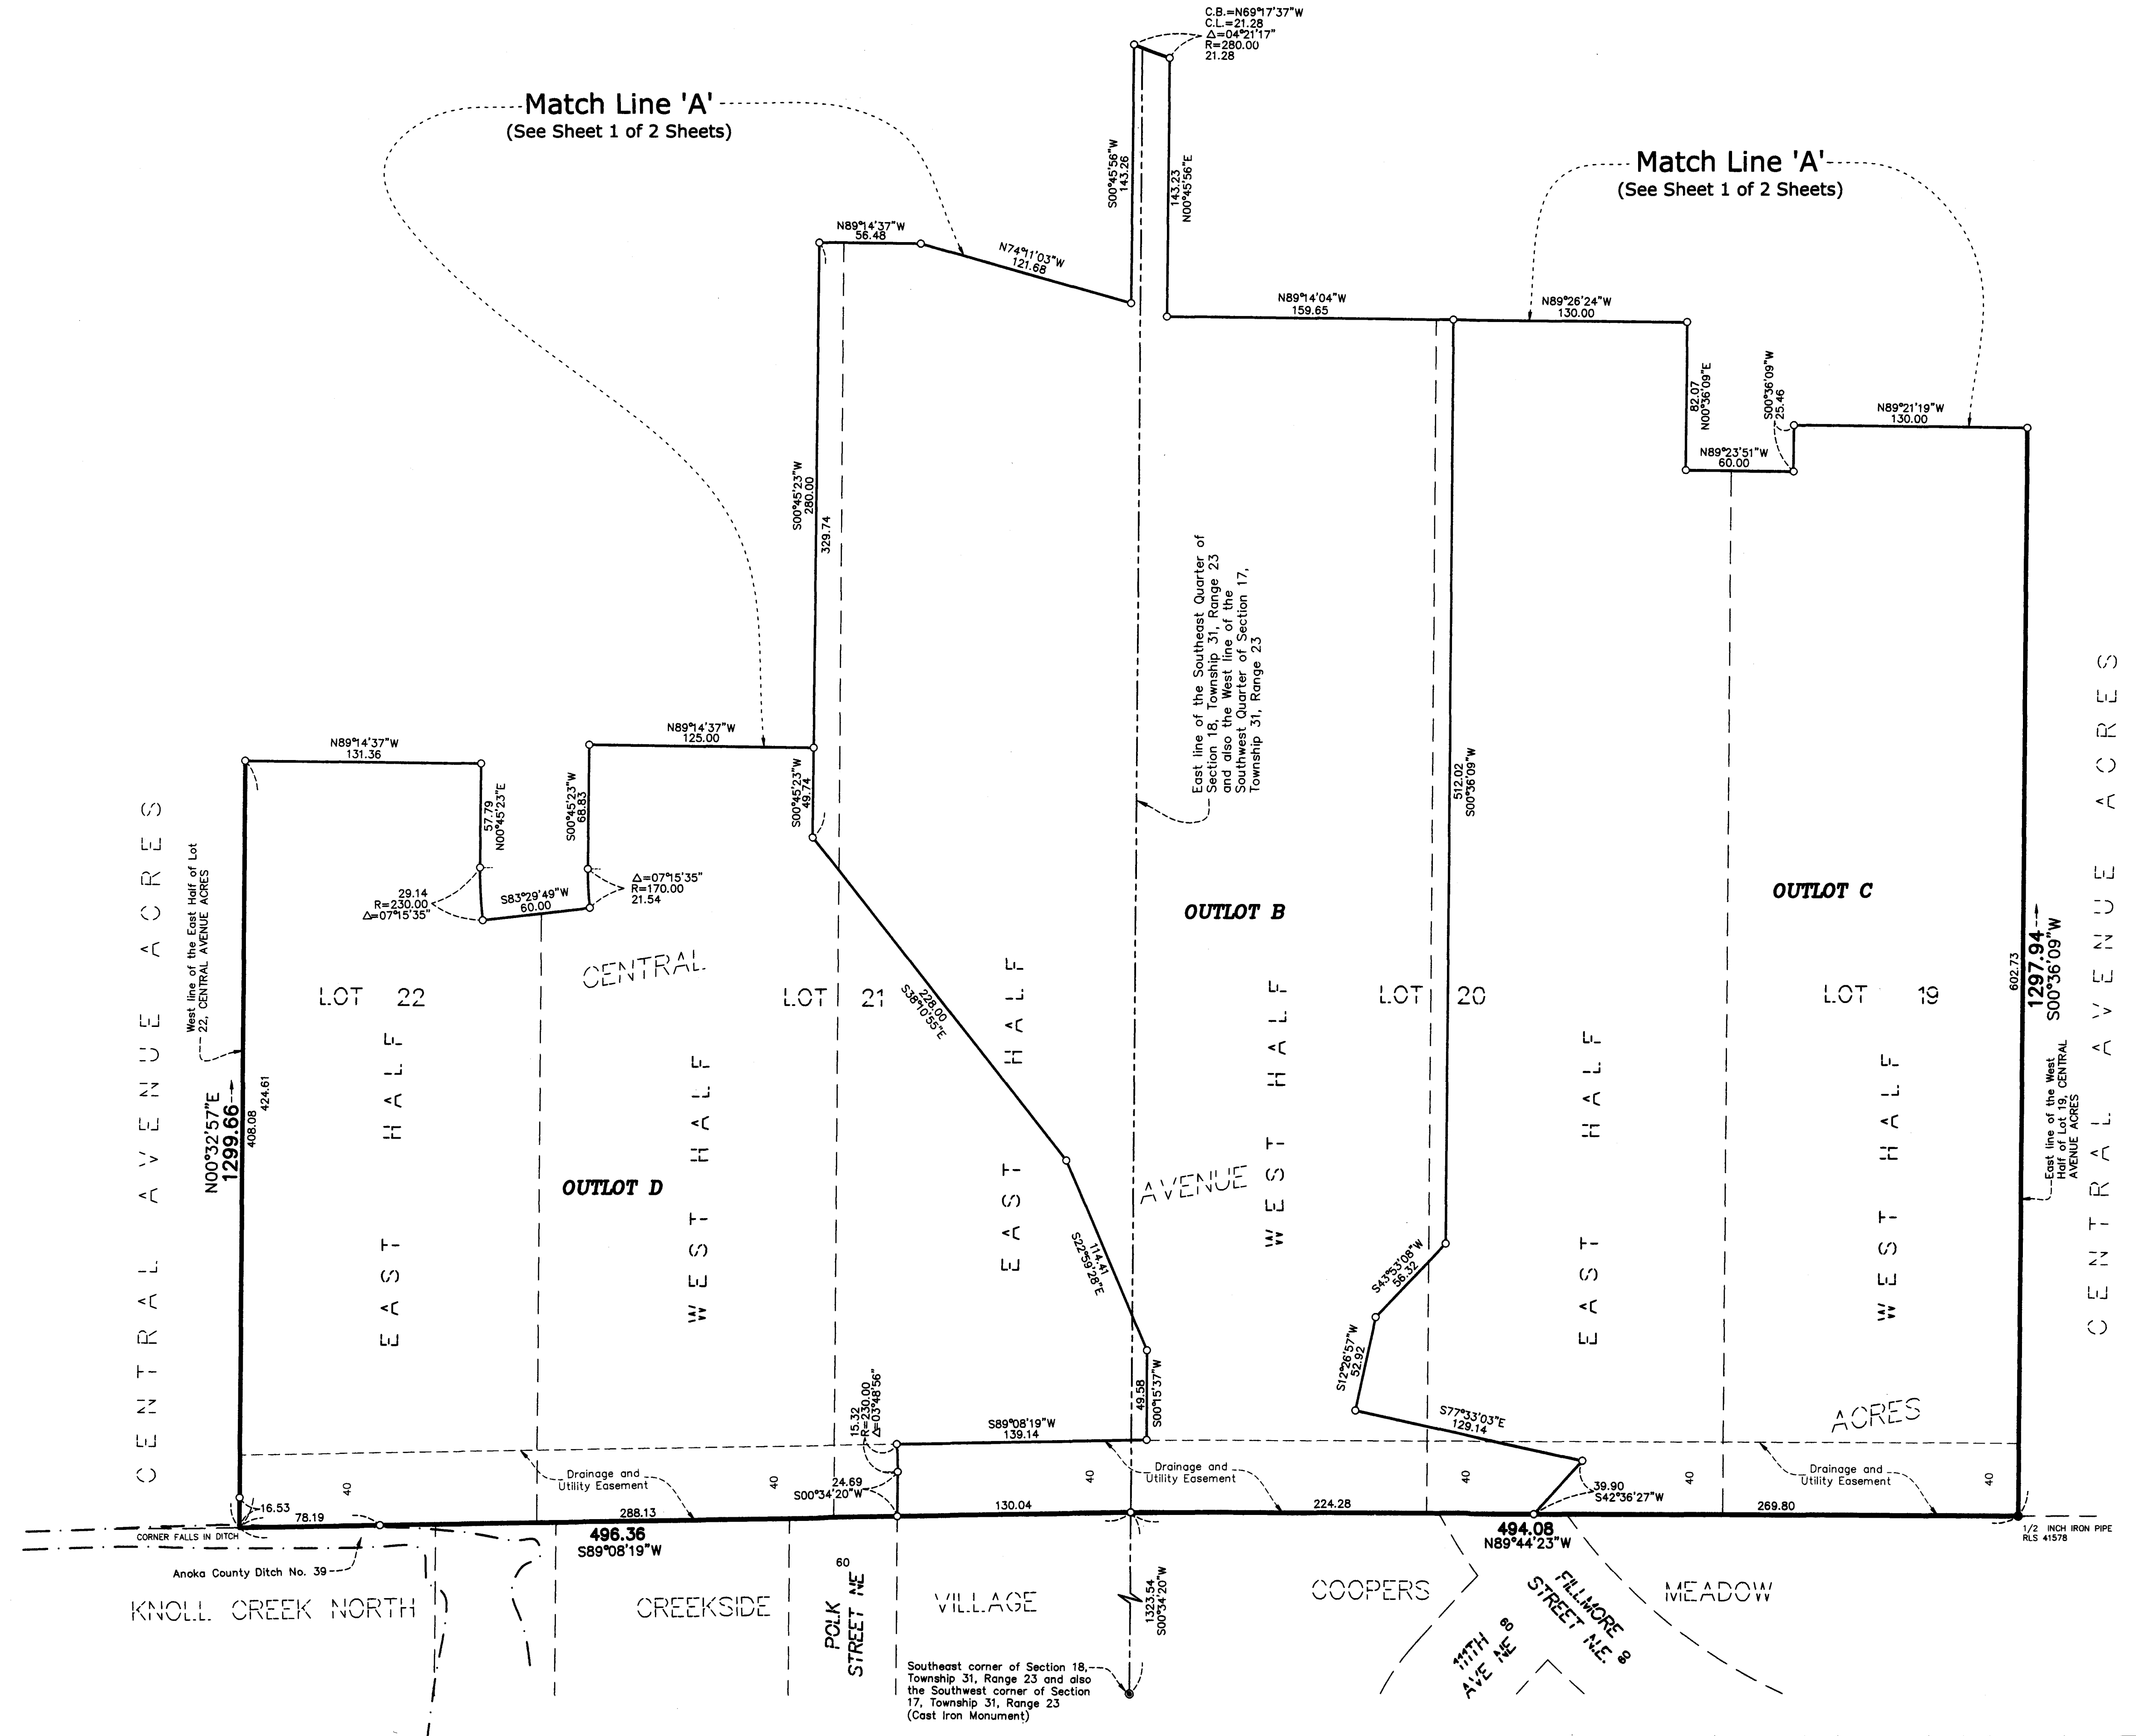 C.B.=N69°17'37"W
C.L.=21.28
Δ=04°21'17"
R=280.00
21.28
Match Line 'A'
(See Sheet 1 of 2 Sheets)
Match Line 'A'
(See Sheet 1 of 2 Sheets)
S00°45'56"W
143.26
143.23
N00°45'56"E
N89°14'37"W
56.48
N74°11'03"W
121.68
N89°14'04"W
159.65
N89°26'24"W
130.00
82.07
N00°36'09"E
S00°36'09"W
25.46
N89°21'19"W
130.00
N89°23'51"W
60.00
S00°45'23"W
280.00
329.74
East line of the Southeast Quarter of
Section 18, Township 31, Range 23
and also the West line of the
Southwest Quarter of Section 17,
Township 31, Range 23
N89°14'37"W
131.36
N89°14'37"W
125.00
57.79
N00°45'23"E
S00°45'23"W
68.83
S00°45'23"W
49.74
512.02
S00°36'09"W
29.14
R=230.00
Δ=07°15'35"
S83°29'49"W
60.00
Δ=07°15'35"
R=170.00
21.54
CENTRAL AVENUE ACRES
West line of the East Half of Lot
22, CENTRAL AVENUE ACRES
OUTLOT B
OUTLOT C
CENTRAL
LOT 22
LOT 21
LOT 20
LOT 19
228.00
S38°10'55"E
602.73
1297.94
S00°36'09"W
CENTRAL AVENUE ACRES
N00°32'57"E
1299.66
408.08
424.61
EAST HALF
WEST HALF
EAST HALF
WEST HALF
EAST HALF
WEST HALF
East line of the West
Half of Lot 19, CENTRAL
AVENUE ACRES
OUTLOT D
AVENUE
114.41
S22°59'28"E
S43°53'08"W
56.32
S12°26'57"W
52.92
49.58
S00°15'37"W
15.32
R=230.00
Δ=03°48'56"
S89°08'19"W
139.14
S77°33'03"E
129.14
ACRES
40
Drainage and
Utility Easement
40
24.69
S00°34'20"W
40
Drainage and
Utility Easement
40
39.90
S42°36'27"W
40
Drainage and
Utility Easement
40
16.53
78.19
288.13
130.04
224.28
269.80
CORNER FALLS IN DITCH
496.36
S89°08'19"W
494.08
N89°44'23"W
1/2 INCH IRON PIPE
RLS 41578
Anoka County Ditch No. 39
KNOLL CREEK NORTH
CREEKSIDE
60
POLK
STREET NE
VILLAGE
1323.54
S00°34'20"W
COOPERS
MEADOW
FILLMORE
STREET N.E.
60
111TH
AVE NE
60
Southeast corner of Section 18,
Township 31, Range 23 and also
the Southwest corner of Section
17, Township 31, Range 23
(Cast Iron Monument)